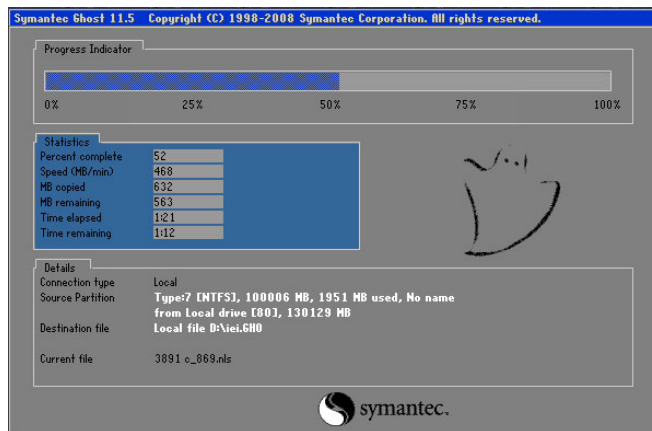 Symantec Ghost 11.5   Copyright (C) 1998-2008 Symantec Corporation. All rights reserved.
Progress Indicator
0% 25% 50% 75% 100%
Statistics
Percent complete 52
Speed (MB/min) 468
MB copied 632
MB remaining 563
Time elapsed 1:21
Time remaining 1:12
Details
Connection type Local
Source Partition Type:7 [NTFS], 100006 MB, 1951 MB used, No name
from Local drive [80], 130129 MB
Destination file Local file D:\iei.GHO
Current file 3891 c_869.nls
symantec.